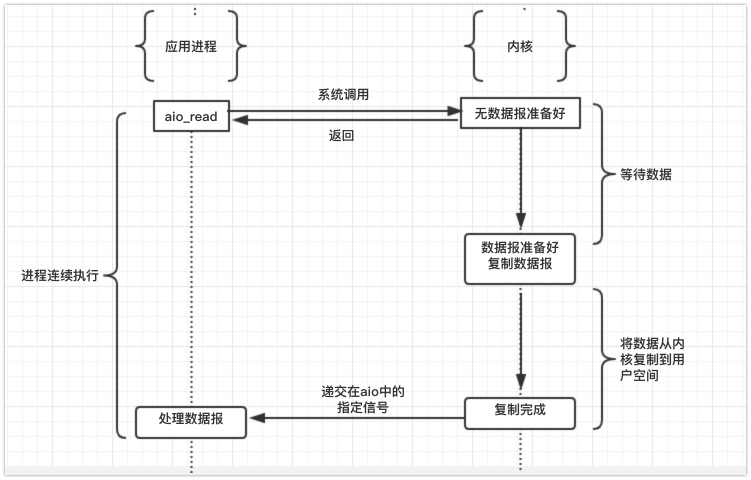 应用进程
内核
系统调用
aio_read
无数据报准备好
返回
等待数据
数据报准备好
复制数据报
进程连续执行
将数据从内
核复制到用
户空间
递交在aio中的
指定信号
处理数据报
复制完成